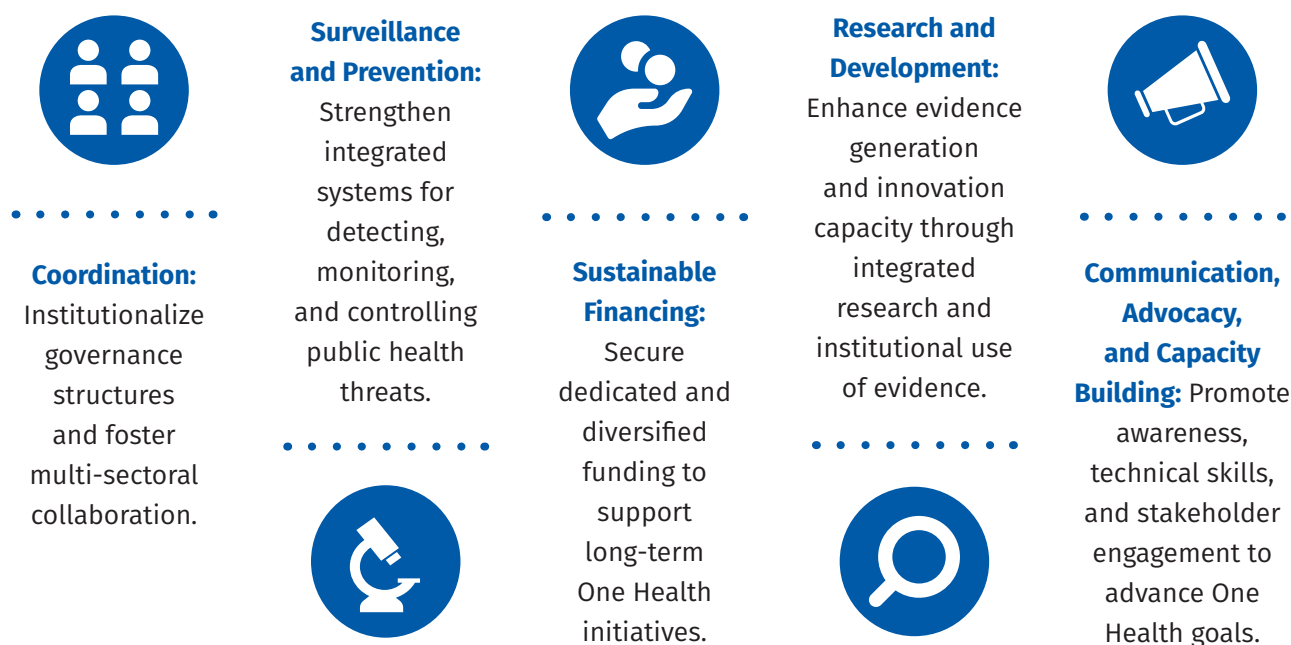 Coordination:
Institutionalize
governance
structures
and foster
multi-sectoral
collaboration.
Surveillance
and Prevention:
Strengthen
integrated
systems for
detecting,
monitoring,
and controlling
public health
threats.
Sustainable
Financing:
Secure
dedicated and
diversified
funding to
support
long-term
One Health
initiatives.
Research and
Development:
Enhance evidence
generation
and innovation
capacity through
integrated
research and
institutional use
of evidence.
Communication,
Advocacy,
and Capacity
Building: Promote
awareness,
technical skills,
and stakeholder
engagement to
advance One
Health goals.